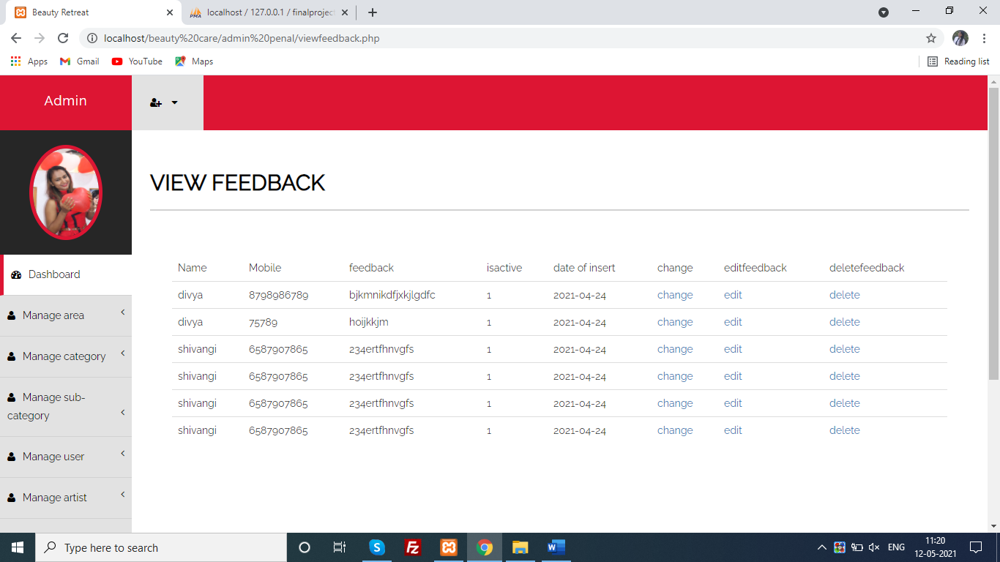 Beauty Retreat
localhost / 127.0.0.1 / finalproject
localhost/beauty%20care/admin%20penal/viewfeedback.php
Apps Gmail YouTube Maps Reading list
Admin
VIEW FEEDBACK
Name Mobile feedback isactive date of insert change editfeedback deletefeedback
divya 8798986789 bjkmnikdfjxkjlgdfc 1 2021-04-24 change edit delete
divya 75789 hoijkkjm 1 2021-04-24 change edit delete
shivangi 6587907865 234ertfhnvgfs 1 2021-04-24 change edit delete
shivangi 6587907865 234ertfhnvgfs 1 2021-04-24 change edit delete
shivangi 6587907865 234ertfhnvgfs 1 2021-04-24 change edit delete
shivangi 6587907865 234ertfhnvgfs 1 2021-04-24 change edit delete
Dashboard
Manage area
Manage category
Manage sub-
category
Manage user
Manage artist
Type here to search
ENG
11:20
12-05-2021